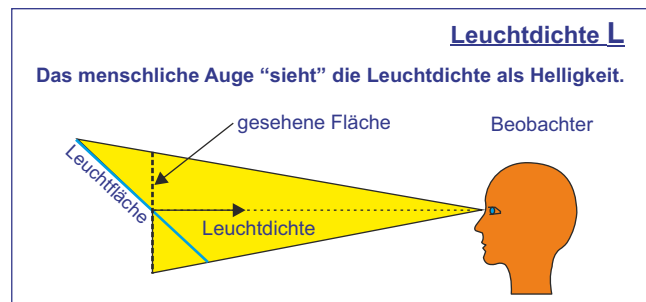 Leuchtdichte L
Das menschliche Auge “sieht” die Leuchtdichte als Helligkeit.
gesehene Fläche
Beobachter
Leuchtfläche
Leuchtdichte